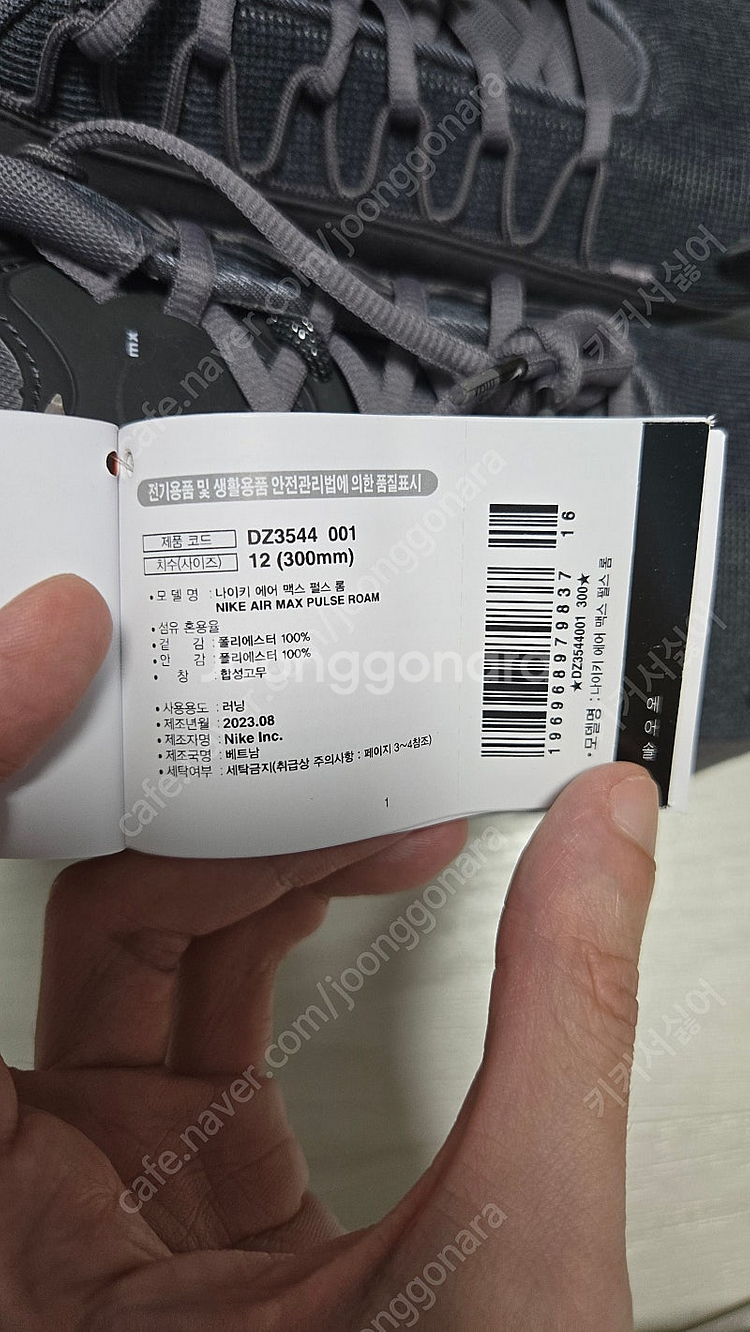 전기용품 및 생활용품 안전관리법에 의한 품질표시
제품 코드 DZ3544 001
치수(사이즈) 12 (300mm)
• 모 델 명 : 나이키 에어 맥스 펄스 롬
NIKE AIR MAX PULSE ROAM
• 섬유 혼용율
• 겉 감 : 폴리에스터 100%
• 안 감 : 폴리에스터 100%
• 창 : 합성고무
• 사용용도 : 러닝
• 제조년월 : 2023.08
• 제조자명 : Nike Inc.
• 제조국명 : 베트남
• 세탁여부 : 세탁금지(취급상 주의사항 : 페이지 3~4참조)
1
196968979837 16
★DZ3544001 300★
• 모델명 : 나이키 에어 맥스 펄스 롬
에어솔
joonggonara
cafe.naver.com/joonggonara
키커서싫어